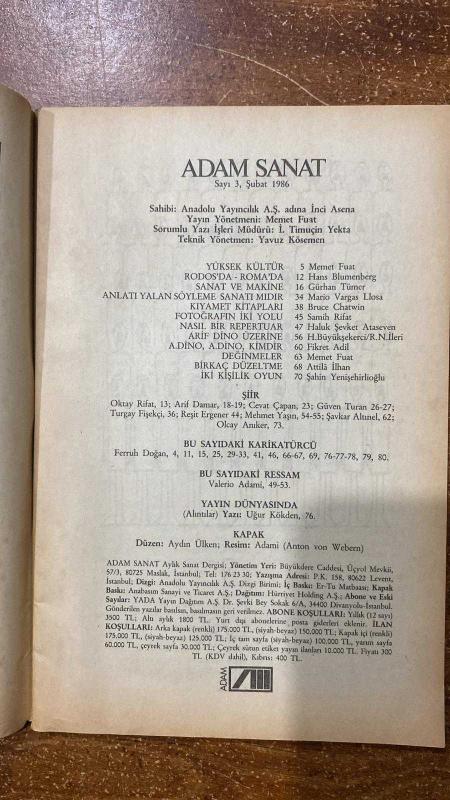 ADAM SANAT
Sayı 3, Şubat 1986
Sahibi: Anadolu Yayıncılık A.Ş. adına İnci Asena
Yayın Yönetmeni: Memet Fuat
Sorumlu Yazı İşleri Müdürü: İ. Timuçin Yekta
Teknik Yönetmen: Yavuz Kösemen
YÜKSEK KÜLTÜR 5 Memet Fuat
RODOS'DA - ROMA'DA 12 Hans Blumenberg
SANAT VE MAKİNE 16 Gürhan Tümer
ANLATI YALAN SÖYLEME SANATI MIDIR 34 Mario Vargas Llosa
KIYAMET KİTAPLARI 38 Bruce Chatwin
FOTOĞRAFIN İKİ YOLU 45 Samih Rifat
NASIL BİR REPERTUAR 47 Haluk Şevket Ataseven
ARİF DİNO ÜZERİNE 56 H.Büyükşekerci/R.N.İleri
A.DİNO, A.DİNO, KİMDİR 60 Fikret Adil
DEĞİNMELER 63 Memet Fuat
BİRKAÇ DÜZELTME 68 Attilâ İlhan
İKİ KİŞİLİK OYUN 70 Şahin Yenişehirlioğlu
ŞİİR
Oktay Rifat, 13; Arif Damar, 18-19; Cevat Çapan, 23; Güven Turan 26-27;
Turgay Fişekçi, 36; Reşit Ergener 44; Mehmet Yaşın, 54-55; Şavkar Altınel, 62;
Olcay Anıker, 73.
BU SAYIDAKİ KARİKATÜRCÜ
Ferruh Doğan, 4, 11, 15, 25, 29-33, 41, 46, 66-67, 69, 76-77-78, 79, 80.
BU SAYIDAKİ RESSAM
Valerio Adami, 49-53.
YAYIN DÜNYASINDA
(Alıntılar) Yazı: Uğur Kökden, 76.
KAPAK
Düzen: Aydın Ülken; Resim: Adami (Anton von Webern)
ADAM SANAT Aylık Sanat Dergisi; Yönetim Yeri: Büyükdere Caddesi, Üçyol Mevkii,
57/3, 80725 Maslak, İstanbul; Tel: 176 23 30; Yazışma Adresi: P.K. 158, 80622 Levent,
İstanbul; Dizgi: Anadolu Yayıncılık A.Ş. Dizgi Birimi; İç Baskı: Er-Tu Matbaası; Kapak
Baskı: Anabasım Sanayi ve Ticaret A.Ş.; Dağıtım: Hürriyet Holding A.Ş.; Abone ve Eski
Sayılar: YADA Yayın Dağıtım A.Ş. Dr. Şevki Bey Sokak 6/A, 34400 Divanyolu-İstanbul.
Gönderilen yazılar basılsın, basılmasın geri verilmez. ABONE KOŞULLARI: Yıllık (12 sayı)
3500 TL; Altı aylık 1800 TL. Yurt dışı abonelere posta giderleri eklenir. İLAN
KOŞULLARI: Arka kapak (renkli) 175.000 TL, (siyah-beyaz) 150.000 TL; Kapak içi (renkli)
175.000 TL, (siyah-beyaz) 125.000 TL; İç tam sayfa (siyah-beyaz) 100.000 TL, yarım sayfa
60.000 TL, çeyrek sayfa 30.000 TL; Çeyrek sütun etiket yayın ilanları 10.000 TL. Fiyatı 300
TL (KDV dahil), Kıbrıs: 400 TL.
ADAM